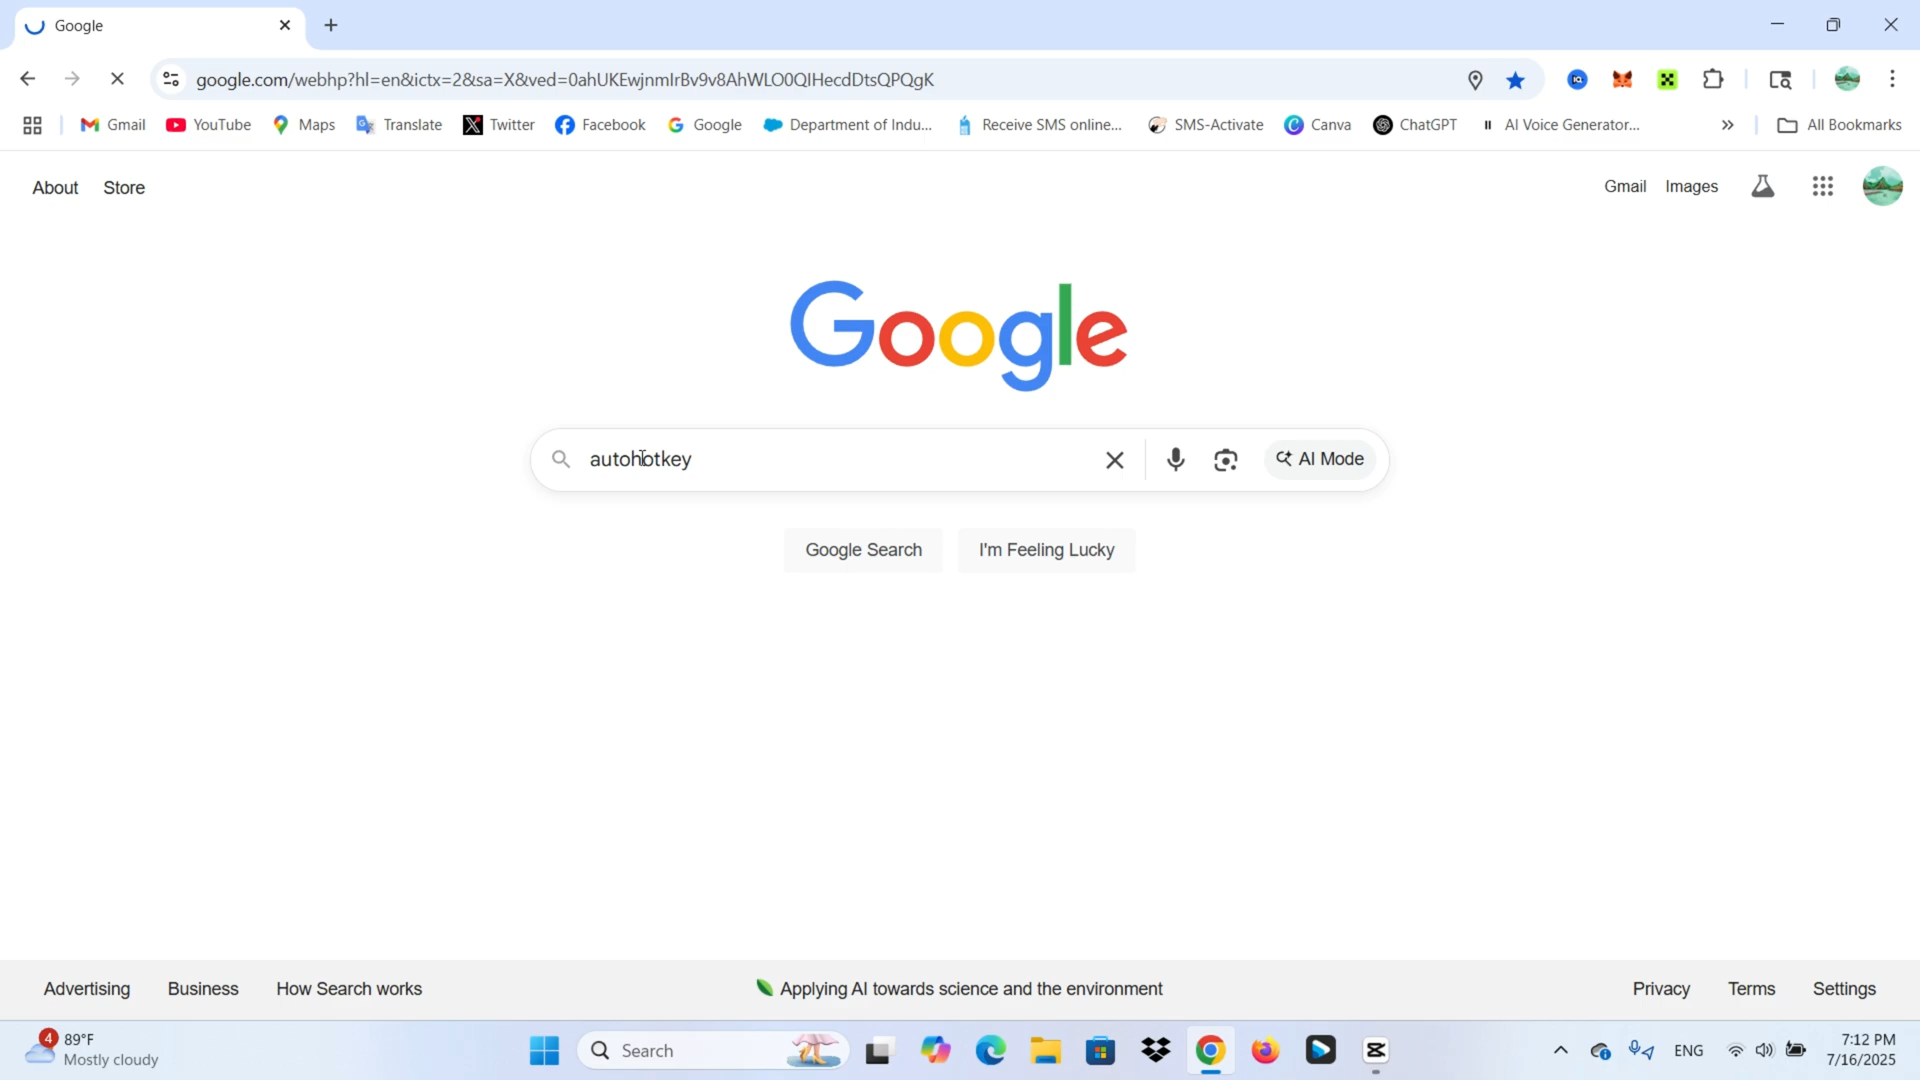 Google
google.com/webhp?hl=en&ictx=2&sa=X&ved=0ahUKEwjnmIrBv9v8AhWLO0QIHecdDtsQPQgK
Gmail YouTube Maps Translate Twitter Facebook Google Department of Indu... Receive SMS online... SMS-Activate Canva ChatGPT AI Voice Generator... » All Bookmarks
About Store Gmail Images
Google
autohotkey AI Mode
Google Search I'm Feeling Lucky
Advertising Business How Search works Applying AI towards science and the environment Privacy Terms Settings
4 89°F Search ENG 7:12 PM
Mostly cloudy 7/16/2025